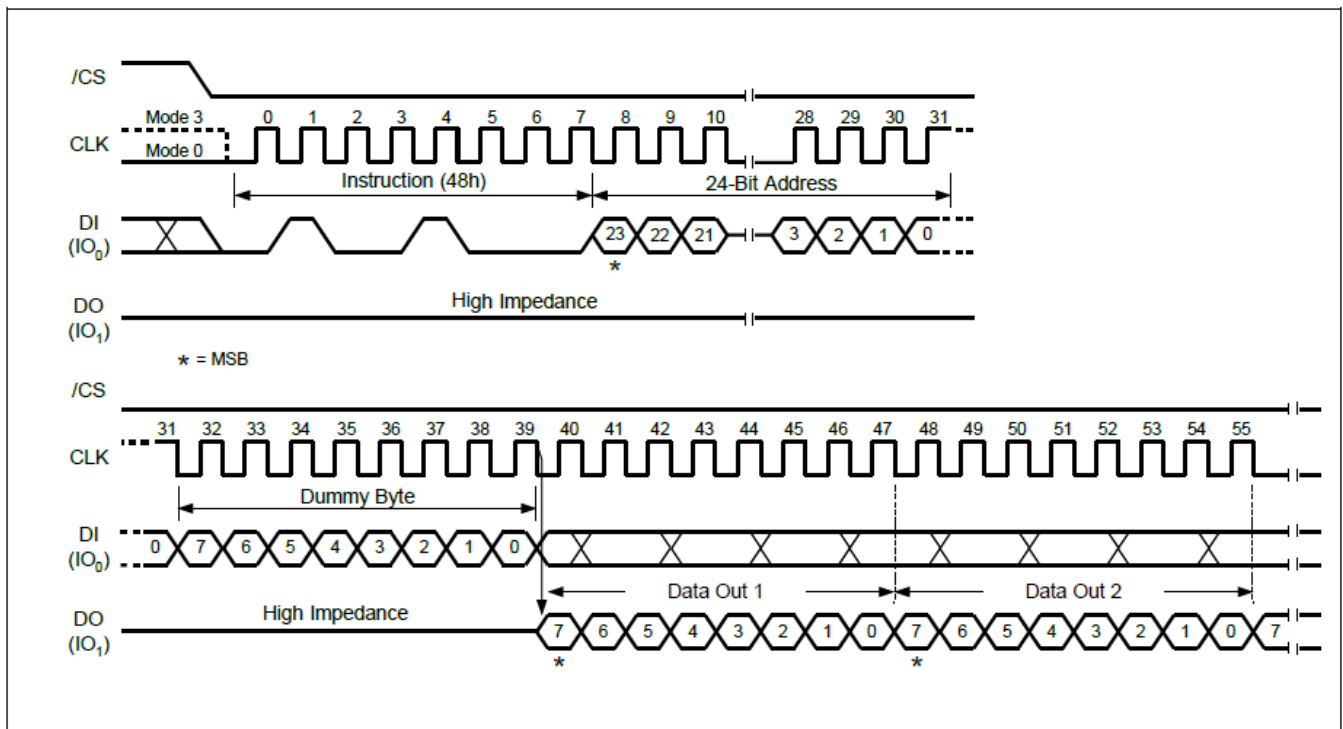 /CS
Mode 3
0 1 2 3 4 5 6 7 8 9 10 28 29 30 31
CLK
Mode 0
Instruction (48h)
24-Bit Address
DI
(IO0)
23 22 21 3 2 1 0
*
High Impedance
DO
(IO1)
* = MSB
/CS
31 32 33 34 35 36 37 38 39 40 41 42 43 44 45 46 47 48 49 50 51 52 53 54 55
CLK
Dummy Byte
DI
(IO0)
0 7 6 5 4 3 2 1 0
Data Out 1
Data Out 2
High Impedance
DO
(IO1)
7 6 5 4 3 2 1 0 7 6 5 4 3 2 1 0 7
* *